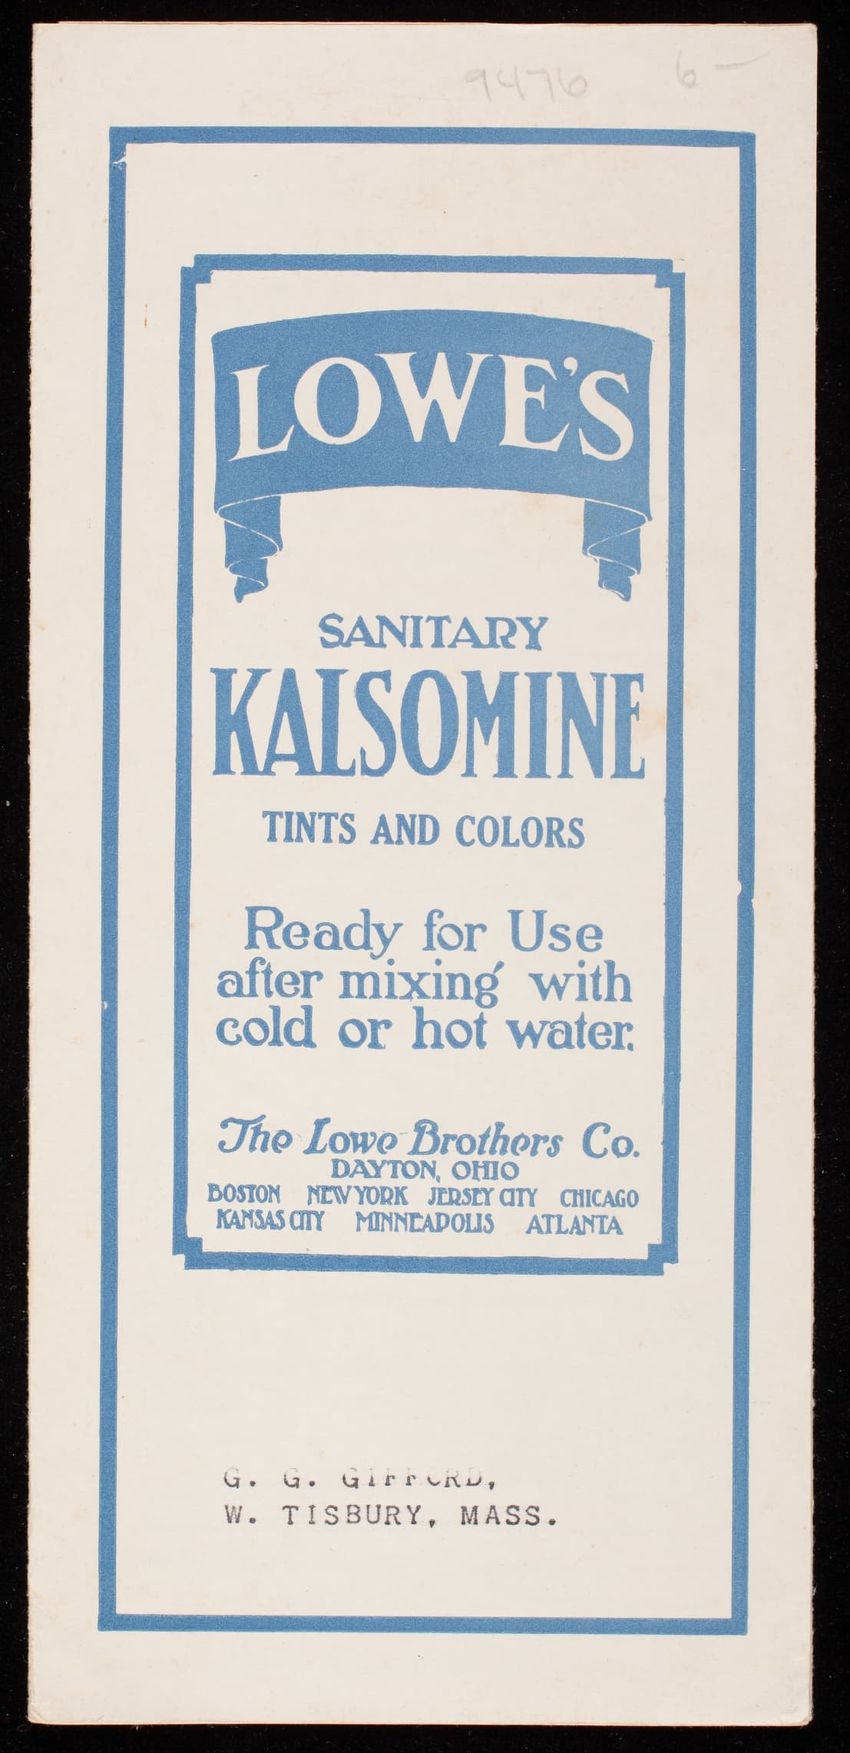 9476 6-
LOWE'S
SANITARY
KALSOMINE
TINTS AND COLORS
Ready for Use
after mixing with
cold or hot water.
The Lowe Brothers Co.
DAYTON, OHIO
BOSTON NEW YORK JERSEY CITY CHICAGO
KANSAS CITY MINNEAPOLIS ATLANTA
G. G. GIFFORD,
W. TISBURY, MASS.